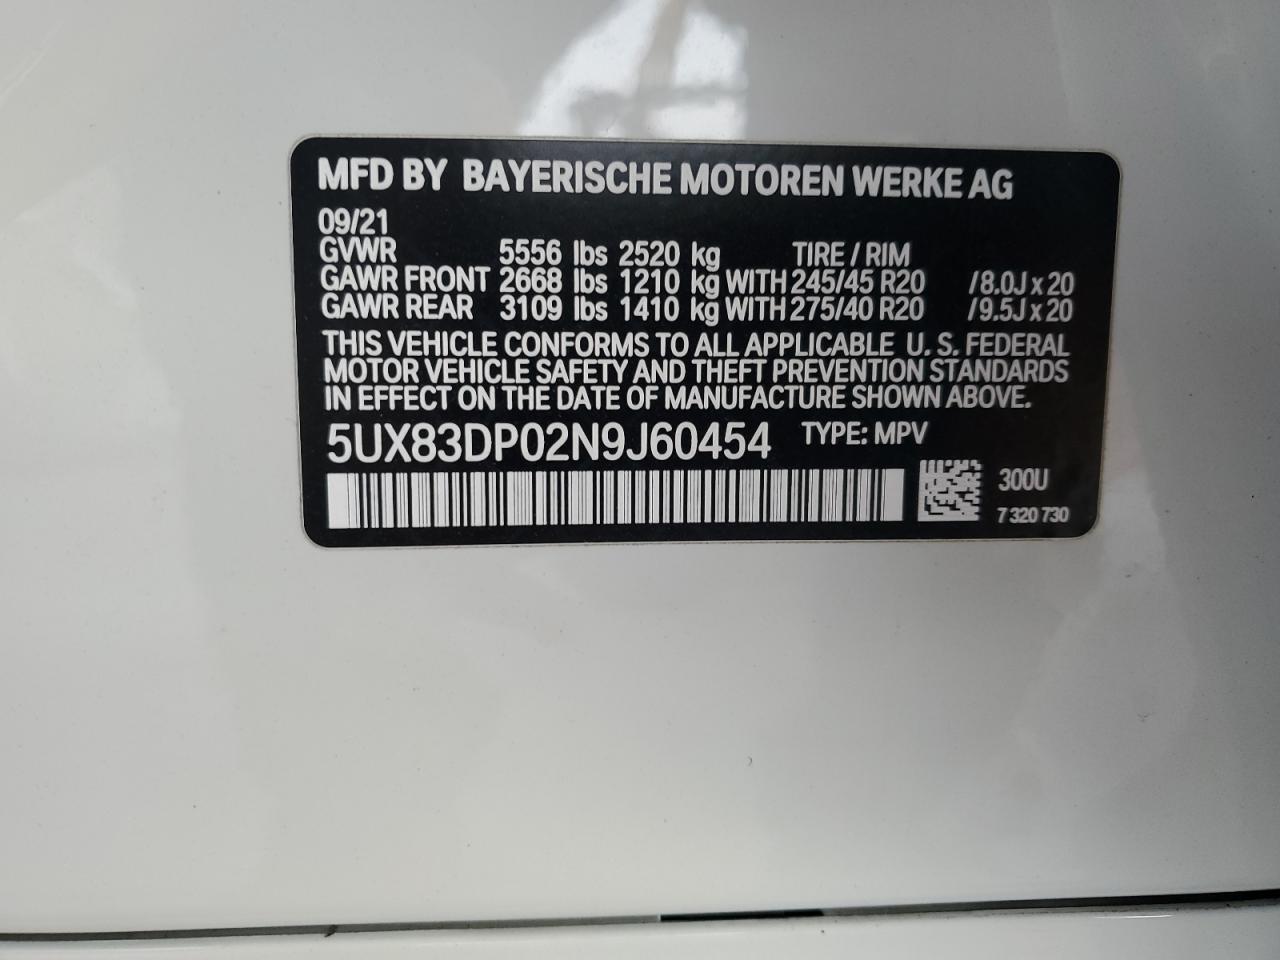 MFD BY BAYERISCHE MOTOREN WERKE AG
09/21
GVWR 5556 lbs 2520 kg TIRE / RIM
GAWR FRONT 2668 lbs 1210 kg WITH 245/45 R20 /8.0J x 20
GAWR REAR 3109 lbs 1410 kg WITH 275/40 R20 /9.5J x 20
THIS VEHICLE CONFORMS TO ALL APPLICABLE U. S. FEDERAL
MOTOR VEHICLE SAFETY AND THEFT PREVENTION STANDARDS
IN EFFECT ON THE DATE OF MANUFACTURE SHOWN ABOVE.
5UX83DP02N9J60454 TYPE: MPV
300U
7 320 730